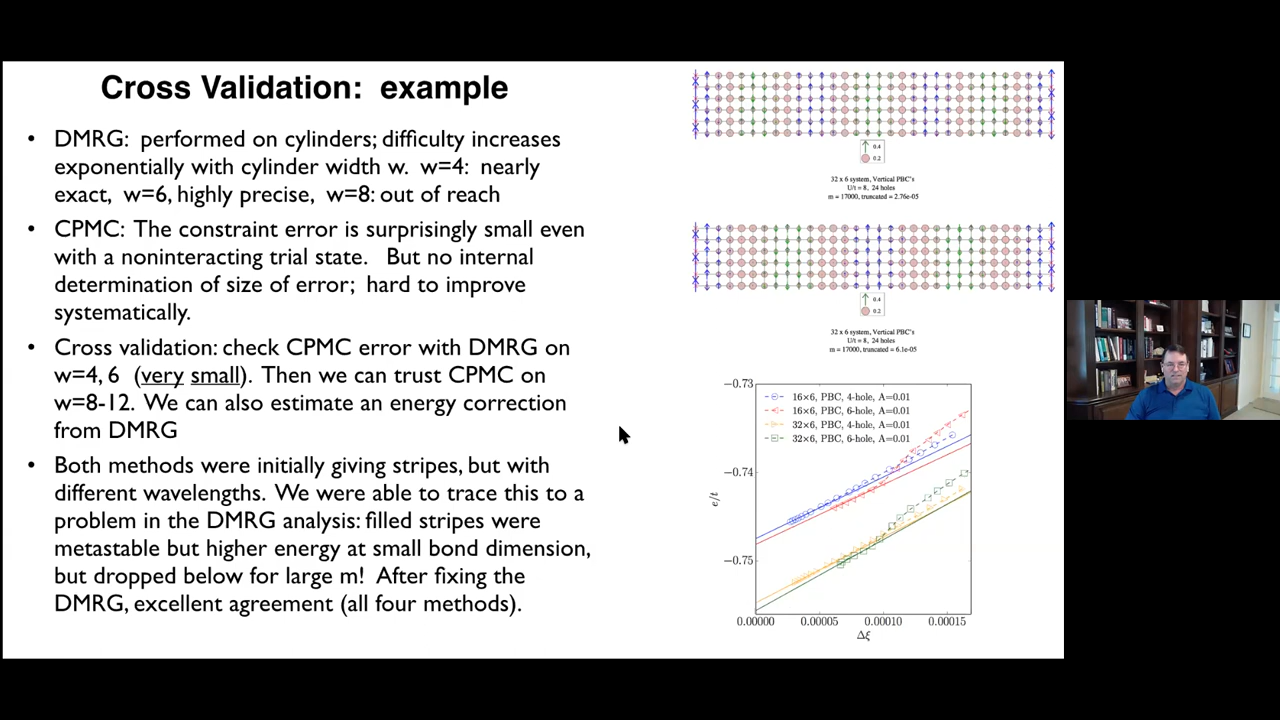 Cross Validation: example
• DMRG: performed on cylinders; difficulty increases
exponentially with cylinder width w. w=4: nearly
exact, w=6, highly precise, w=8: out of reach
• CPMC: The constraint error is surprisingly small even
with a noninteracting trial state. But no internal
determination of size of error; hard to improve
systematically.
• Cross validation: check CPMC error with DMRG on
w=4, 6 (very small). Then we can trust CPMC on
w=8-12. We can also estimate an energy correction
from DMRG
• Both methods were initially giving stripes, but with
different wavelengths. We were able to trace this to a
problem in the DMRG analysis: filled stripes were
metastable but higher energy at small bond dimension,
but dropped below for large m! After fixing the
DMRG, excellent agreement (all four methods).
0.4
0.2
32 x 6 system, Vertical PBC's
U/t = 8, 24 holes
m = 17000, truncated = 2.76e-05
0.4
0.2
32 x 6 system, Vertical PBC's
U/t = 8, 24 holes
m = 17000, truncated = 6.1e-05
−0.73
−0.74
−0.75
e/t
16×6, PBC, 4-hole, A=0.01
16×6, PBC, 6-hole, A=0.01
32×6, PBC, 4-hole, A=0.01
32×6, PBC, 6-hole, A=0.01
0.00000 0.00005 0.00010 0.00015
Δξ